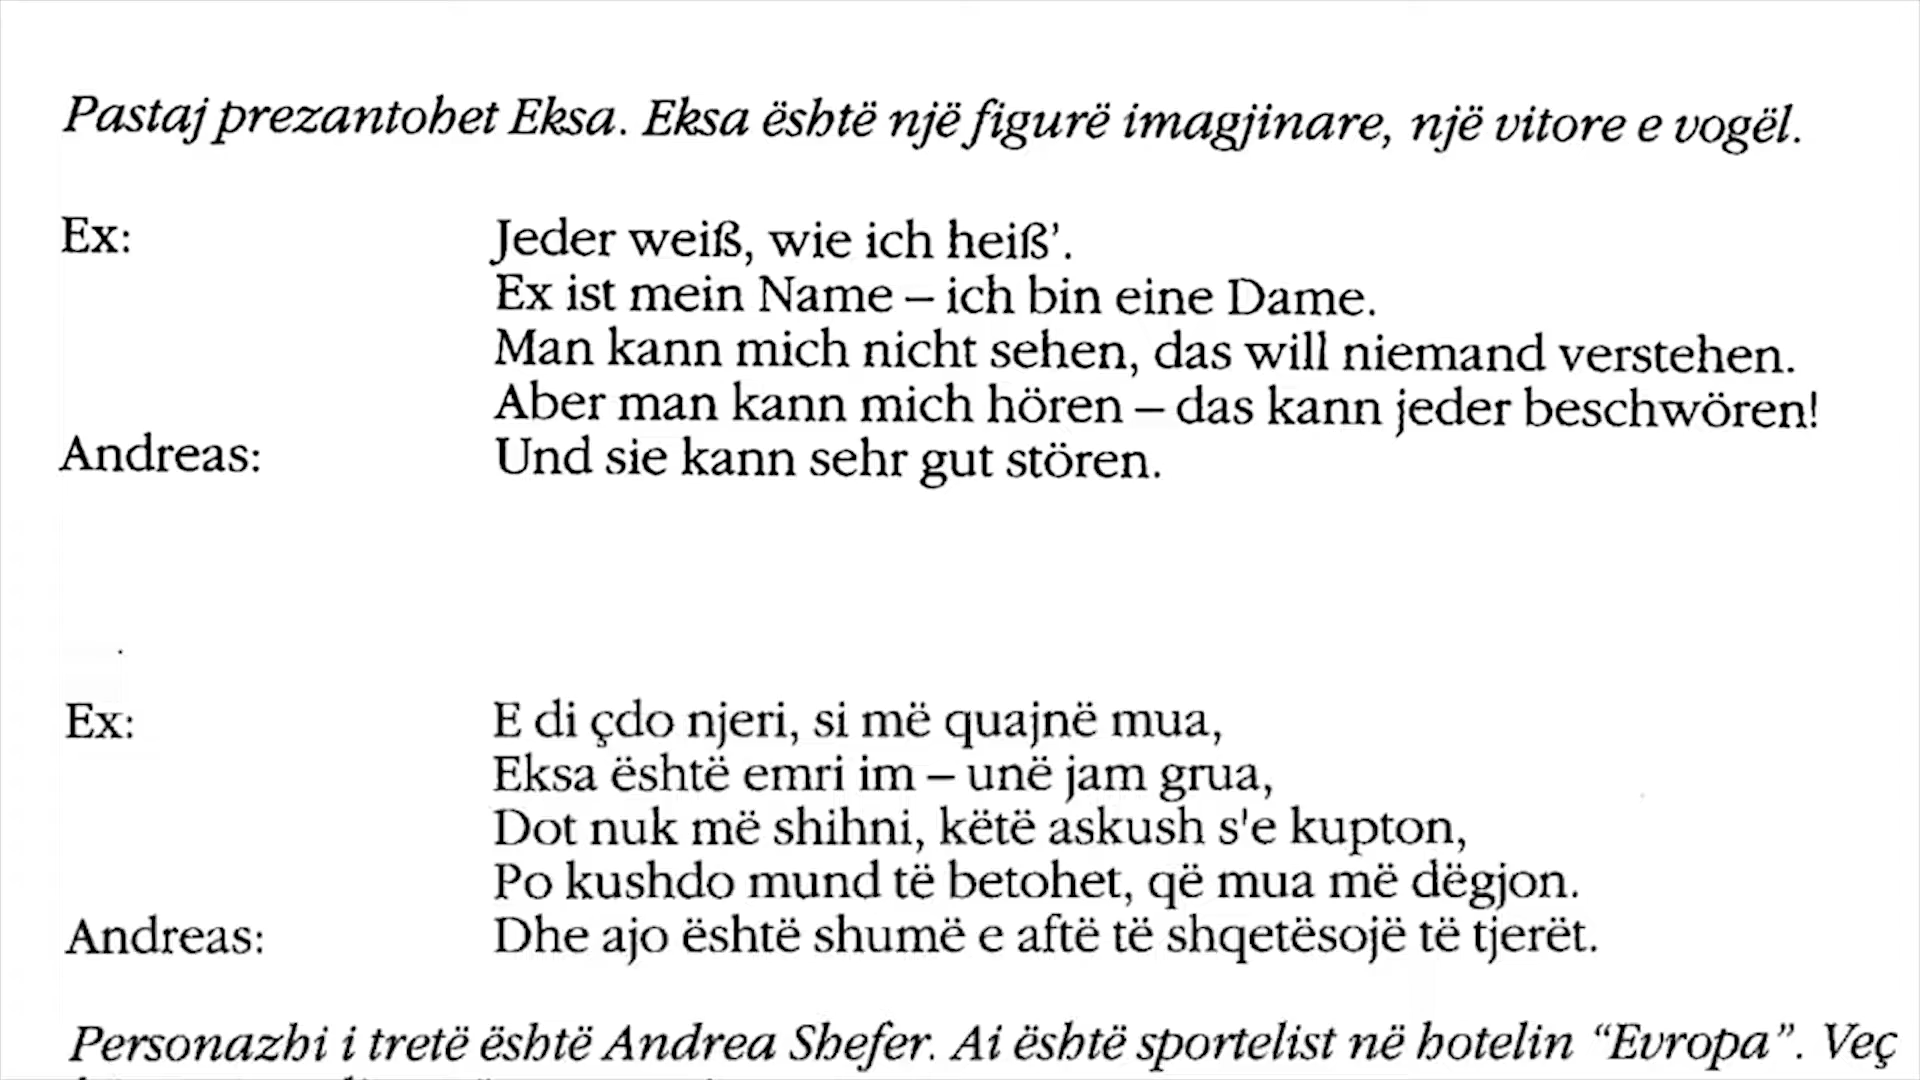 Pastaj prezantohet Eksa. Eksa është një figurë imagjinare, një vitore e vogël.
Ex: Jeder weiß, wie ich heiß’.
Ex ist mein Name – ich bin eine Dame.
Man kann mich nicht sehen, das will niemand verstehen.
Aber man kann mich hören – das kann jeder beschwören!
Andreas: Und sie kann sehr gut stören.
Ex: E di çdo njeri, si më quajnë mua,
Eksa është emri im – unë jam grua,
Dot nuk më shihni, këtë askush s'e kupton,
Po kushdo mund të betohet, që mua më dëgjon.
Andreas: Dhe ajo është shumë e aftë të shqetësojë të tjerët.
Personazhi i tretë është Andrea Shefer. Ai është sportelist në hotelin “Evropa”. Veç